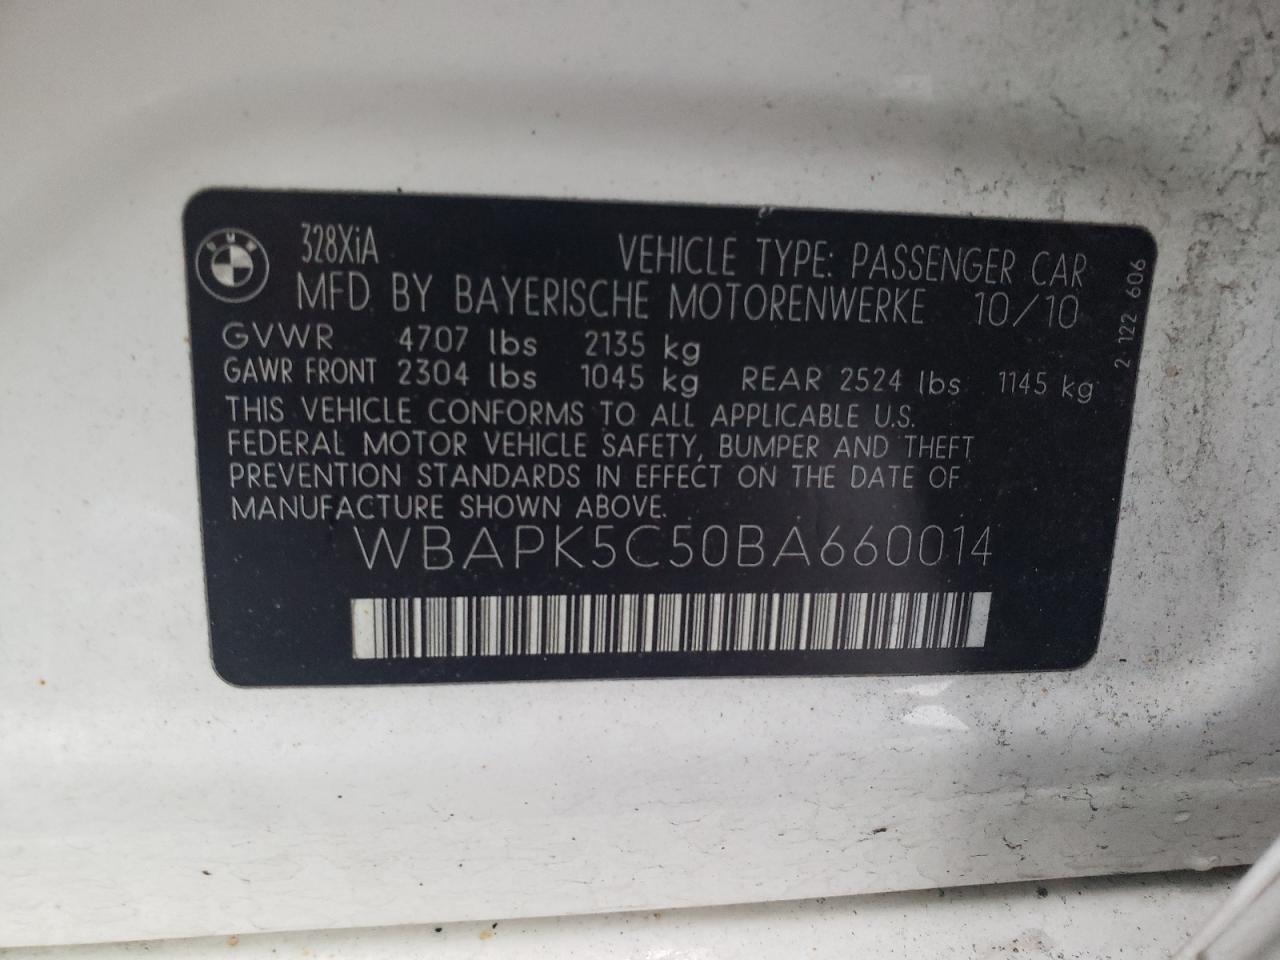 BMW
328XiA
VEHICLE TYPE: PASSENGER CAR
MFD BY BAYERISCHE MOTORENWERKE 10/10
GVWR 4707 lbs 2135 kg
GAWR FRONT 2304 lbs 1045 kg REAR 2524 lbs 1145 kg
THIS VEHICLE CONFORMS TO ALL APPLICABLE U.S.
FEDERAL MOTOR VEHICLE SAFETY, BUMPER AND THEFT
PREVENTION STANDARDS IN EFFECT ON THE DATE OF
MANUFACTURE SHOWN ABOVE.
WBAPK5C50BA660014
2 122 606